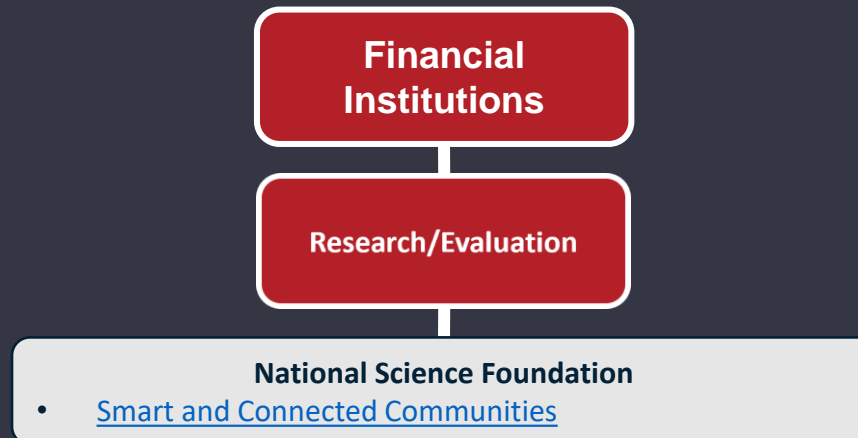 Financial
Institutions
Research/Evaluation
National Science Foundation
• Smart and Connected Communities